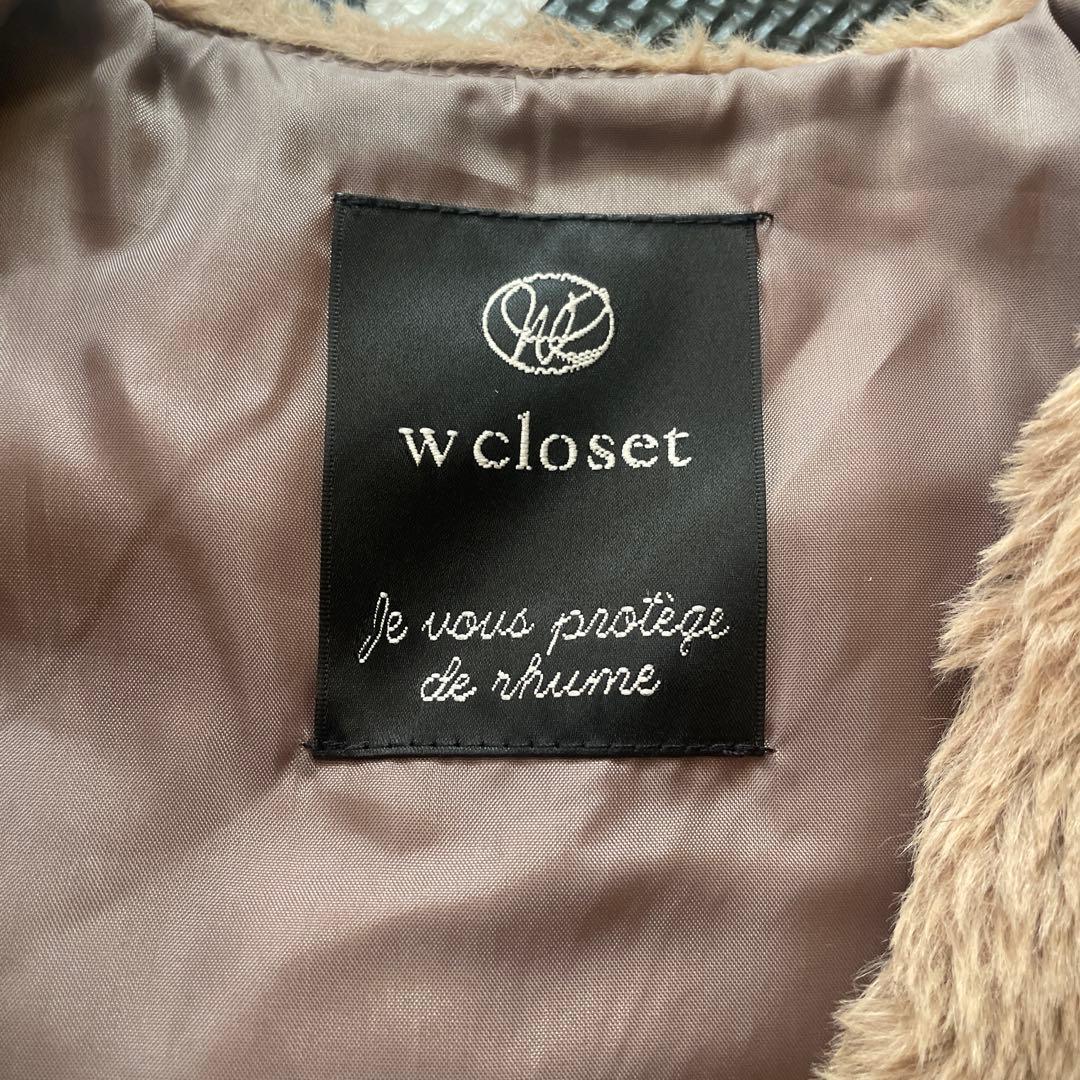 w closet
Je vous protège
de rhume